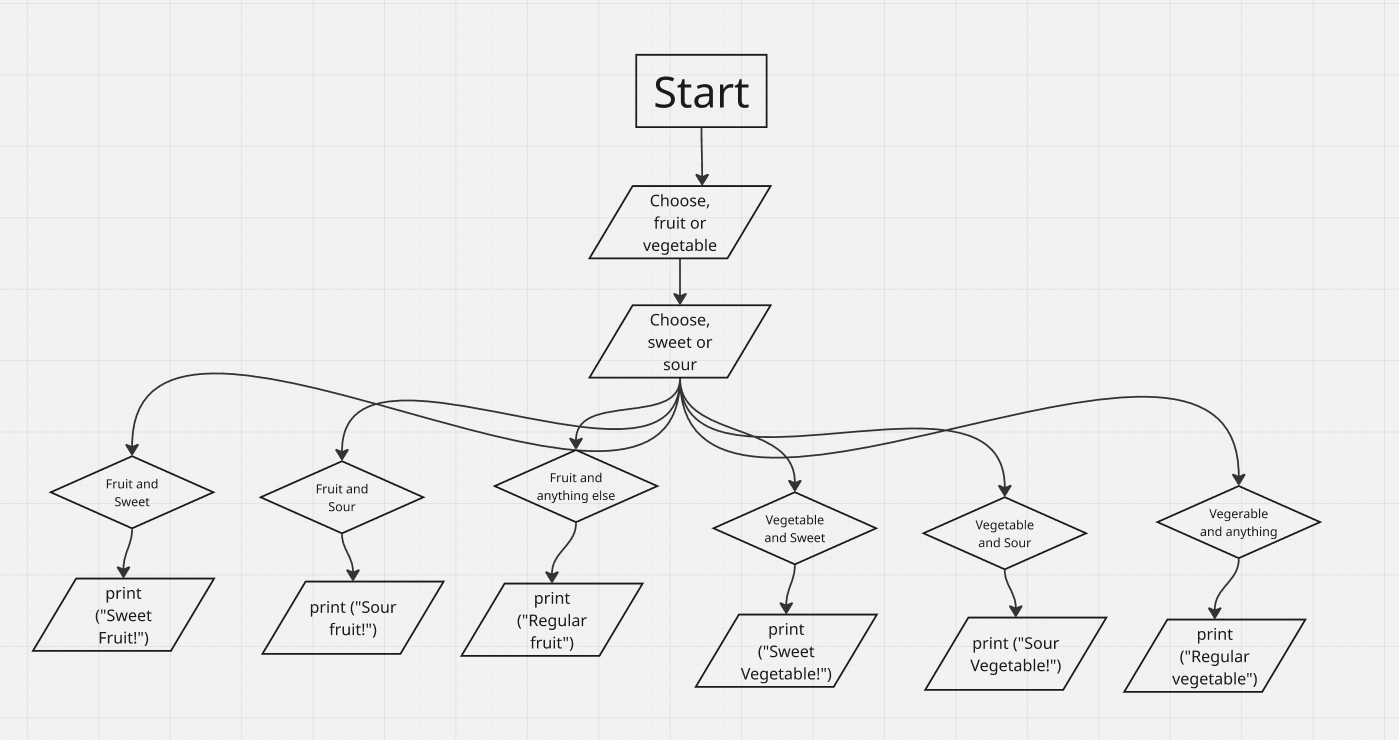 Start
Choose,
fruit or
vegetable
Choose,
sweet or
sour
Fruit and
Sweet
Fruit and
Sour
Fruit and
anything else
Vegetable
and Sweet
Vegetable
and Sour
Vegerable
and anything
print
("Sweet
Fruit!")
print ("Sour
fruit!")
print
("Regular
fruit")
print
("Sweet
Vegetable!")
print ("Sour
Vegetable!")
print
("Regular
vegetable")